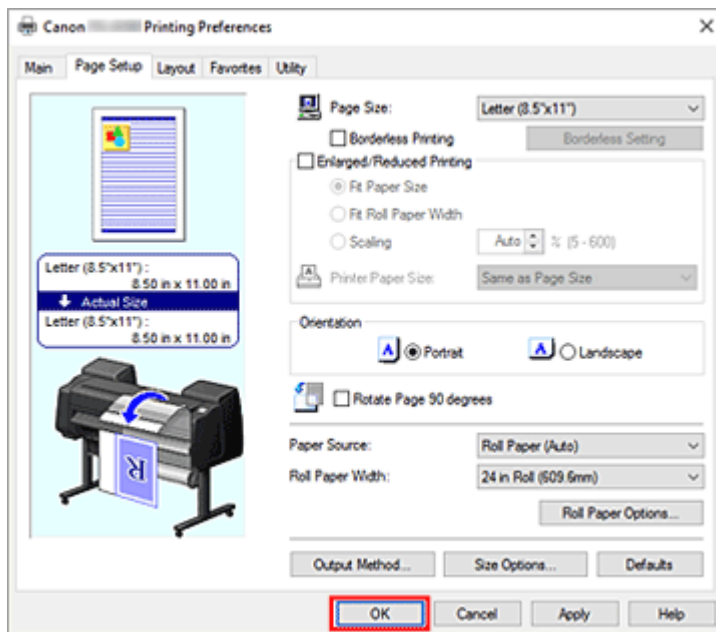 Canon Printing Preferences
Main Page Setup Layout Favorites Utility
Page Size: Letter (8.5"x11")
Borderless Printing Borderless Setting
Enlarged/Reduced Printing
Fit Paper Size
Fit Roll Paper Width
Scaling Auto % (5 - 600)
Printer Paper Size: Same as Page Size
Letter (8.5"x11") :
8.50 in x 11.00 in
Actual Size
Letter (8.5"x11") :
8.50 in x 11.00 in
Orientation
A Portrait A Landscape
Rotate Page 90 degrees
R
Paper Source: Roll Paper (Auto)
Roll Paper Width: 24 in Roll (609.6mm)
Roll Paper Options...
Output Method... Size Options... Defaults
OK Cancel Apply Help